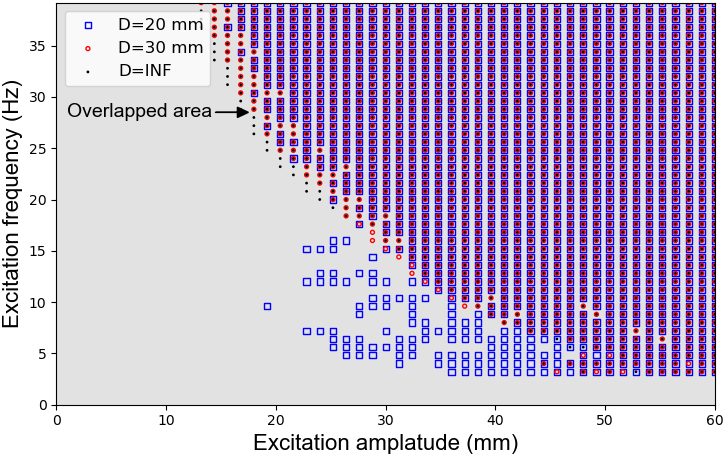 D=20 mm
D=30 mm
D=INF
Overlapped area
Excitation frequency (Hz)
35
30
25
20
15
10
5
0
0 10 20 30 40 50 60
Excitation amplatude (mm)